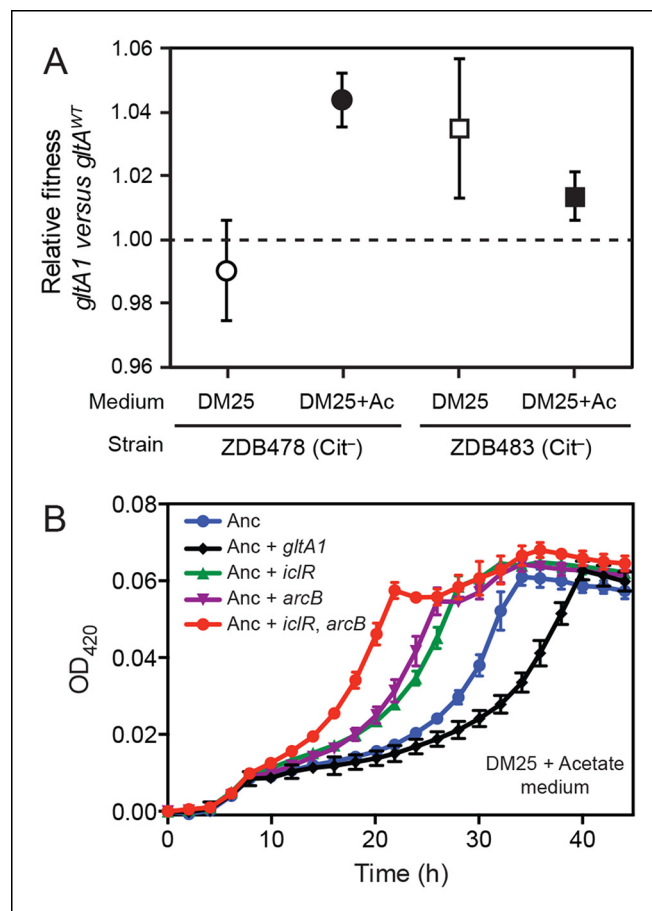 A
Relative fitness
gltA1 versus gltAWT
1.06
1.04
1.02
1.00
0.98
0.96
Medium DM25 DM25+Ac DM25 DM25+Ac
Strain ZDB478 (Cit⁻) ZDB483 (Cit⁻)
B
OD420
0.08
0.06
0.04
0.02
0.00
Anc
Anc + gltA1
Anc + iclR
Anc + arcB
Anc + iclR, arcB
DM25 + Acetate
medium
0 10 20 30 40
Time (h)